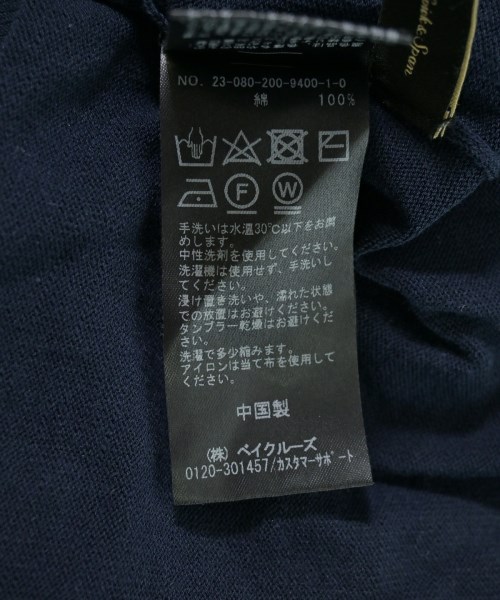 NO. 23-080-200-9400-1-0
綿 100%
F W
手洗いは水温30℃以下をお奨
めします。
中性洗剤を使用してください。
洗濯機は使用せず、手洗いし
てください。
浸け置き洗いや、濡れた状態
での放置はお避けください。
タンブラー乾燥はお避けくだ
さい。
洗濯で多少縮みます。
アイロンは当て布を使用して
ください。
中国製
(株) ベイクルーズ
0120-301457/カスタマーサポート